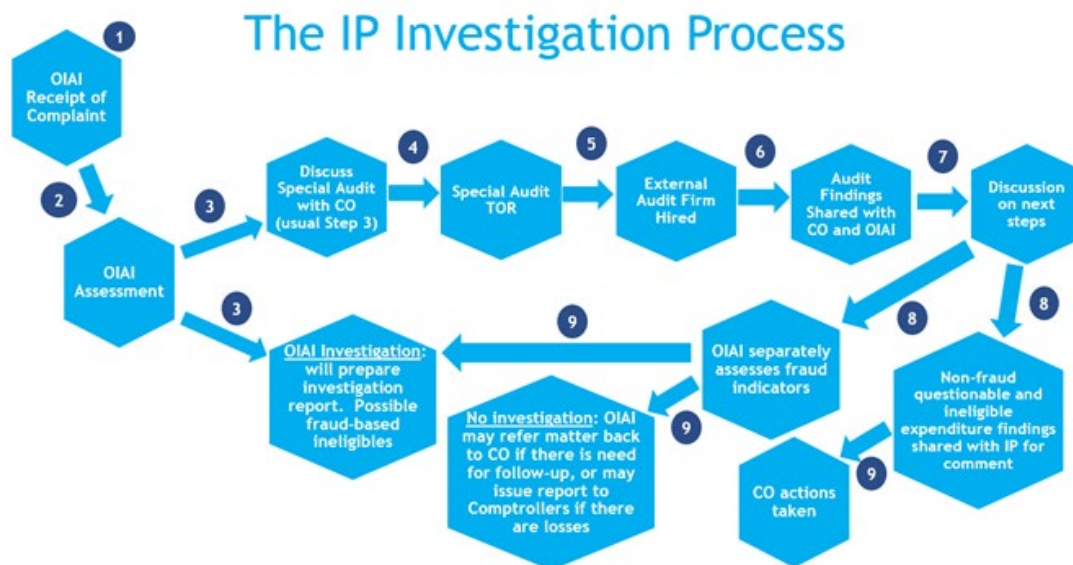 The IP Investigation Process
1
OIAI
Receipt of
Complaint
2
OIAI
Assessment
3
Discuss
Special Audit
with CO
(usual Step 3)
4
Special Audit
TOR
5
External
Audit Firm
Hired
6
Audit
Findings
Shared with
CO and OIAI
7
Discussion
on next
steps
3
OIAI Investigation:
will prepare
investigation
report. Possible
fraud-based
ineligibles
9
8
OIAI separately
assesses fraud
indicators
8
Non-fraud
questionable and
ineligible
expenditure findings
shared with IP for
comment
9
No investigation: OIAI
may refer matter back
to CO if there is need
for follow-up, or may
issue report to
Comptrollers if there
are losses
9
CO actions
taken